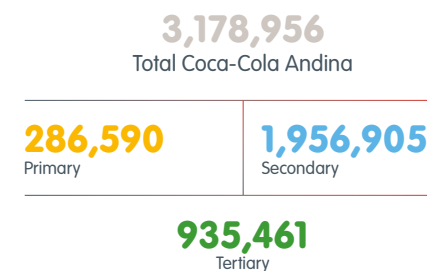 3,178,956
Total Coca-Cola Andina
286,590
Primary
1,956,905
Secondary
935,461
Tertiary